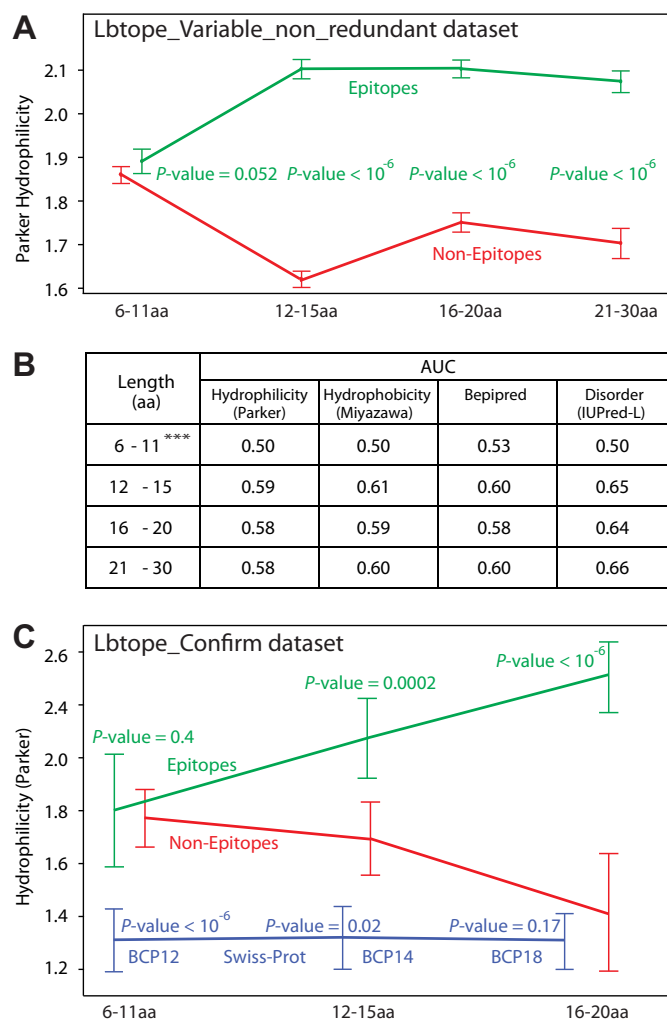 A
Lbtope_Variable_non_redundant dataset
Parker Hydrophilicity
2.1
2.0
1.9
1.8
1.7
1.6
Epitopes
P-value = 0.052 P-value < 10^-6 P-value < 10^-6 P-value < 10^-6
Non-Epitopes
6-11aa 12-15aa 16-20aa 21-30aa
B
Length (aa) AUC
Hydrophilicity (Parker) Hydrophobicity (Miyazawa) Bepipred Disorder (IUPred-L)
6 - 11 *** 0.50 0.50 0.53 0.50
12 - 15 0.59 0.61 0.60 0.65
16 - 20 0.58 0.59 0.58 0.64
21 - 30 0.58 0.60 0.60 0.66
C
Lbtope_Confirm dataset
Hydrophilicity (Parker)
2.6
2.4
2.0
1.8
1.6
1.4
1.2
P-value < 10^-6
P-value = 0.0002
P-value = 0.4
Epitopes
Non-Epitopes
P-value < 10^-6 P-value = 0.02 P-value = 0.17
BCP12 Swiss-Prot BCP14 BCP18
6-11aa 12-15aa 16-20aa